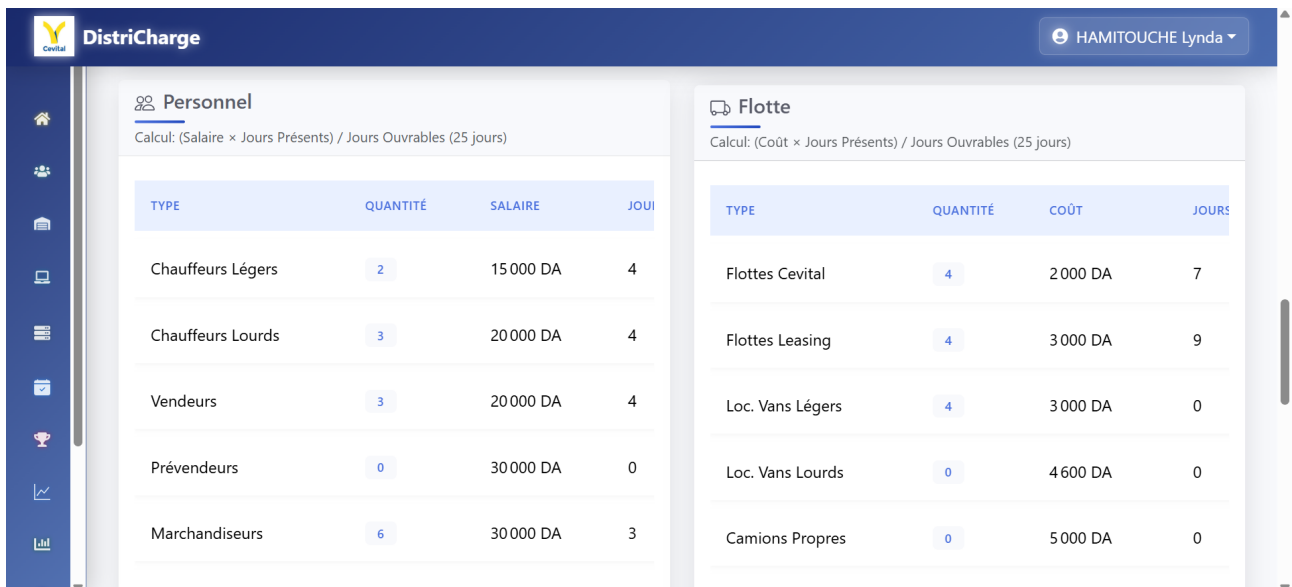 Cevital
DistriCharge
HAMITOUCHE Lynda
Personnel
Calcul: (Salaire × Jours Présents) / Jours Ouvrables (25 jours)
TYPE QUANTITÉ SALAIRE JOU
Chauffeurs Légers 2 15 000 DA 4
Chauffeurs Lourds 3 20 000 DA 4
Vendeurs 3 20 000 DA 4
Prévendeurs 0 30 000 DA 0
Marchandiseurs 6 30 000 DA 3
Flotte
Calcul: (Coût × Jours Présents) / Jours Ouvrables (25 jours)
TYPE QUANTITÉ COÛT JOURS
Flottes Cevital 4 2 000 DA 7
Flottes Leasing 4 3 000 DA 9
Loc. Vans Légers 4 3 000 DA 0
Loc. Vans Lourds 0 4 600 DA 0
Camions Propres 0 5 000 DA 0